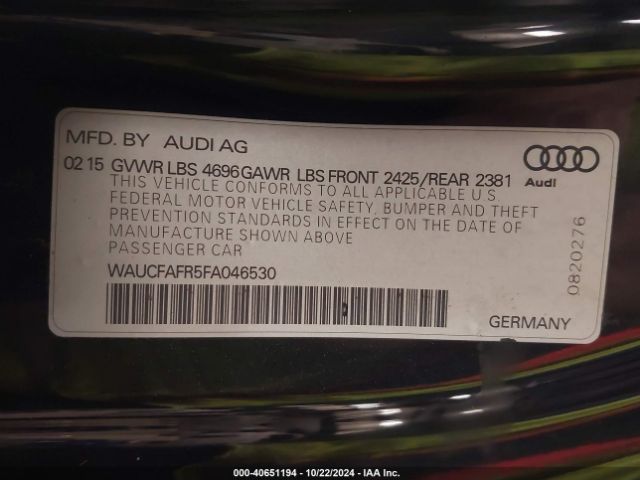 MFD. BY AUDI AG
02 15 GVWR LBS 4696 GAWR LBS FRONT 2425/REAR 2381
THIS VEHICLE CONFORMS TO ALL APPLICABLE U S
FEDERAL MOTOR VEHICLE SAFETY, BUMPER AND THEFT
PREVENTION STANDARDS IN EFFECT ON THE DATE OF
MANUFACTURE SHOWN ABOVE
PASSENGER CAR
WAUCFAFR5FA046530
Audi
0820276
GERMANY
000-40651194 - 10/22/2024 - IAA Inc.